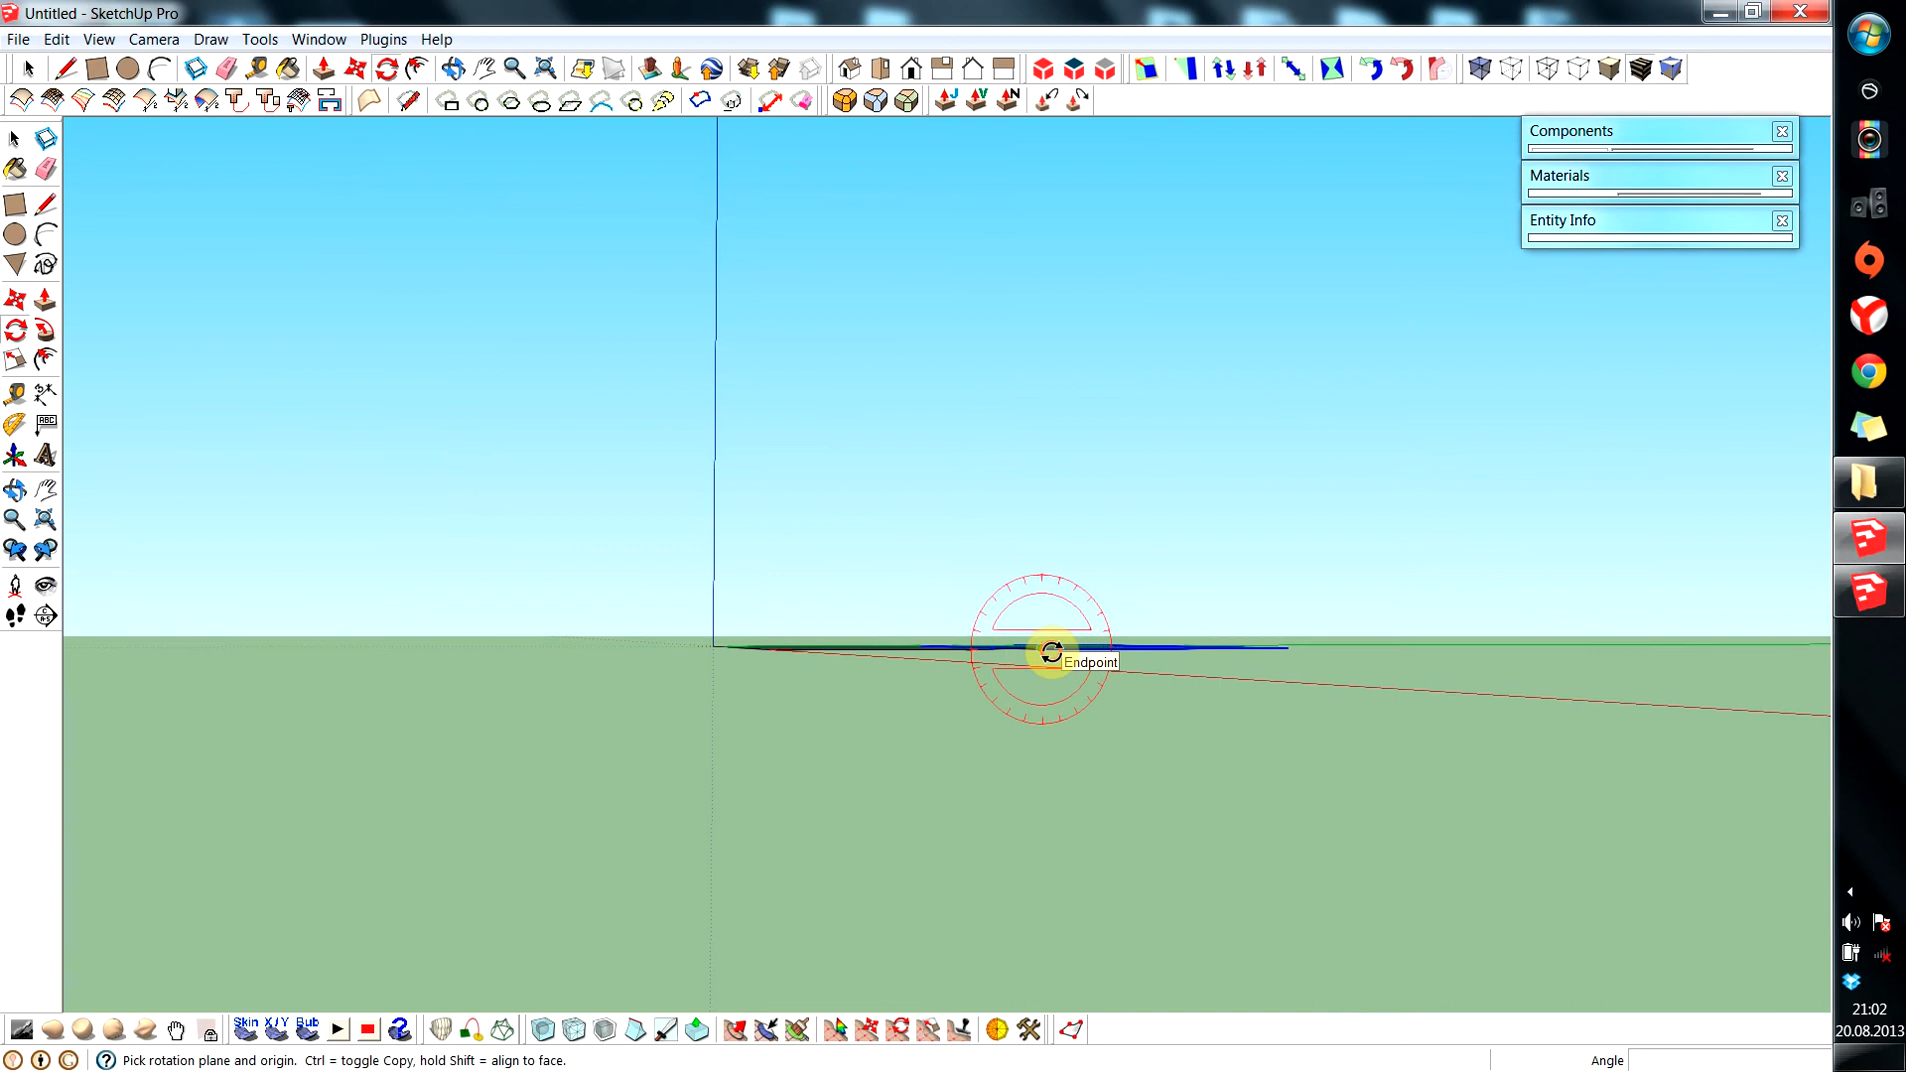 Untitled - SketchUp Pro
File Edit View Camera Draw Tools Window Plugins Help
Components
Materials
Entity Info
ABC
Endpoint
Skin X/Y Bub
Pick rotation plane and origin. Ctrl = toggle Copy, hold Shift = align to face.
Angle
21:02
20.08.2013